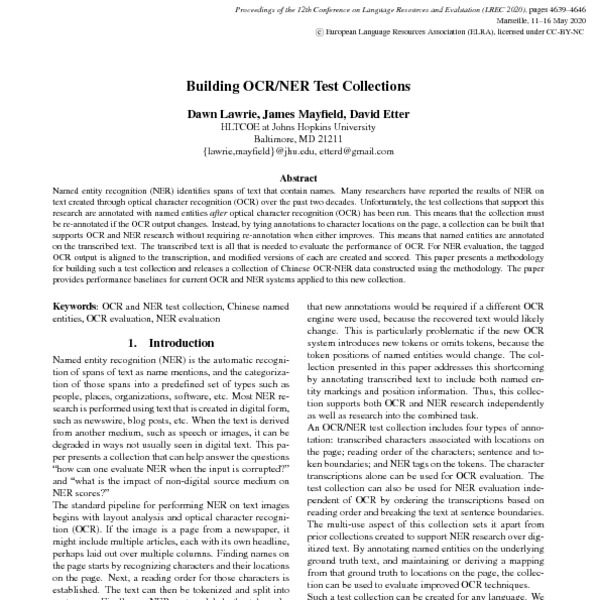 Proceedings of the 12th Conference on Language Resources and Evaluation (LREC 2020), pages 4639–4646
Marseille, 11–16 May 2020
© European Language Resources Association (ELRA), licensed under CC-BY-NC
Building OCR/NER Test Collections
Dawn Lawrie, James Mayfield, David Etter
HLTCOE at Johns Hopkins University
Baltimore, MD 21211
{lawrie,mayfield}@jhu.edu, etterd@gmail.com
Abstract
Named entity recognition (NER) identifies spans of text that contain names. Many researchers have reported the results of NER on
text created through optical character recognition (OCR) over the past two decades. Unfortunately, the test collections that support this
research are annotated with named entities after optical character recognition (OCR) has been run. This means that the collection must
be re-annotated if the OCR output changes. Instead, by tying annotations to character locations on the page, a collection can be built that
supports OCR and NER research without requiring re-annotation when either improves. This means that named entities are annotated
on the transcribed text. The transcribed text is all that is needed to evaluate the performance of OCR. For NER evaluation, the tagged
OCR output is aligned to the transcription, and modified versions of each are created and scored. This paper presents a methodology
for building such a test collection and releases a collection of Chinese OCR-NER data constructed using the methodology. The paper
provides performance baselines for current OCR and NER systems applied to this new collection.
Keywords: OCR and NER test collection, Chinese named
entities, OCR evaluation, NER evaluation
1. Introduction
Named entity recognition (NER) is the automatic recogni-
tion of spans of text as name mentions, and the categoriza-
tion of those spans into a predefined set of types such as
people, places, organizations, software, etc. Most NER re-
search is performed using text that is created in digital form,
such as newswire, blog posts, etc. When the text is derived
from another medium, such as speech or images, it can be
degraded in ways not usually seen in digital text. This pa-
per presents a collection that can help answer the questions
“how can one evaluate NER when the input is corrupted?”
and “what is the impact of non-digital source medium on
NER scores?”
The standard pipeline for performing NER on text images
begins with layout analysis and optical character recogni-
tion (OCR). If the image is a page from a newspaper, it
might include multiple articles, each with its own headline,
perhaps laid out over multiple columns. Finding names on
the page starts by recognizing characters and their locations
on the page. Next, a reading order for those characters is
established. The text can then be tokenized and split into
that new annotations would be required if a different OCR
engine were used, because the recovered text would likely
change. This is particularly problematic if the new OCR
system introduces new tokens or omits tokens, because the
token positions of named entities would change. The col-
lection presented in this paper addresses this shortcoming
by annotating transcribed text to include both named en-
tity markings and position information. Thus, this collec-
tion supports both OCR and NER research independently
as well as research into the combined task.
An OCR/NER test collection includes four types of anno-
tation: transcribed characters associated with locations on
the page; reading order of the characters; sentence and to-
ken boundaries; and NER tags on the tokens. The character
transcriptions alone can be used for OCR evaluation. The
test collection can also be used for NER evaluation inde-
pendent of OCR by ordering the transcriptions based on
reading order and breaking the text at sentence boundaries.
The multi-use aspect of this collection sets it apart from
prior collections created to support NER research over dig-
itized text. By annotating named entities on the underlying
ground truth text, and maintaining or deriving a mapping
from that ground truth to locations on the page, the collec-
tion can be used to evaluate improved OCR techniques.
Such a test collection can be created for any language. We